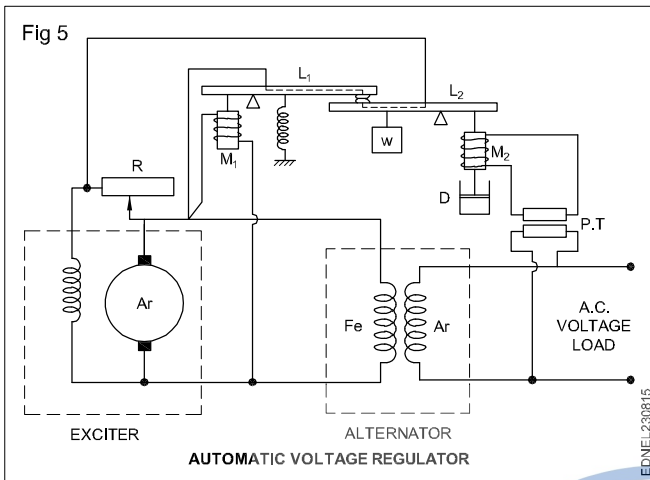 Fig 5
L1
L2
W
M1
M2
R
D
P.T
Ar
Fe
Ar
A.C.
VOLTAGE
LOAD
EXCITER
ALTERNATOR
AUTOMATIC VOLTAGE REGULATOR
EDNEL230815